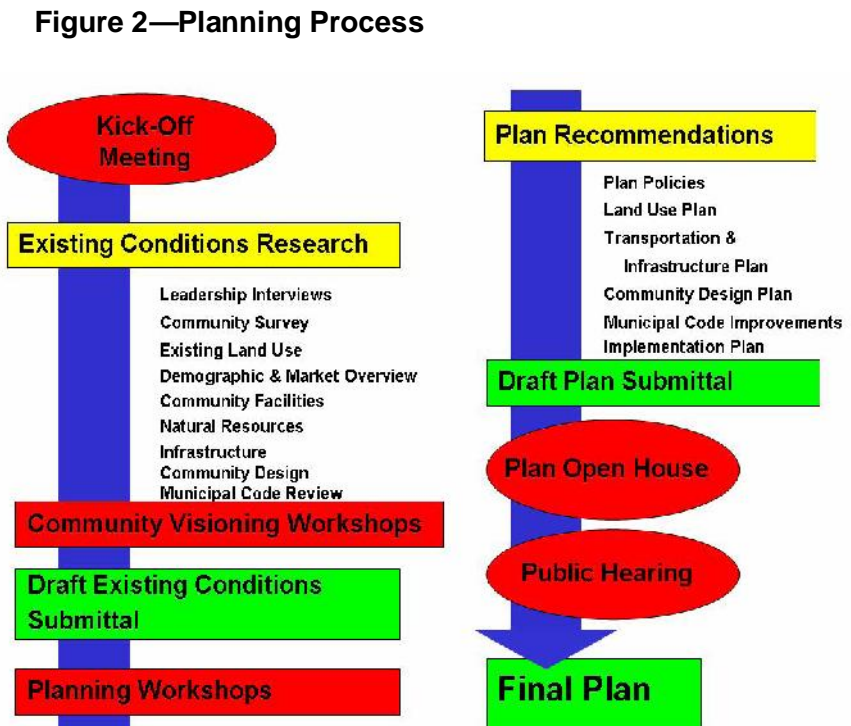 Figure 2—Planning Process
Kick-Off
Meeting
Existing Conditions Research
Leadership Interviews
Community Survey
Existing Land Use
Demographic & Market Overview
Community Facilities
Natural Resources
Infrastructure
Community Design
Municipal Code Review
Community Visioning Workshops
Draft Existing Conditions
Submittal
Planning Workshops
Plan Recommendations
Plan Policies
Land Use Plan
Transportation &
Infrastructure Plan
Community Design Plan
Municipal Code Improvements
Implementation Plan
Draft Plan Submittal
Plan Open House
Public Hearing
Final Plan